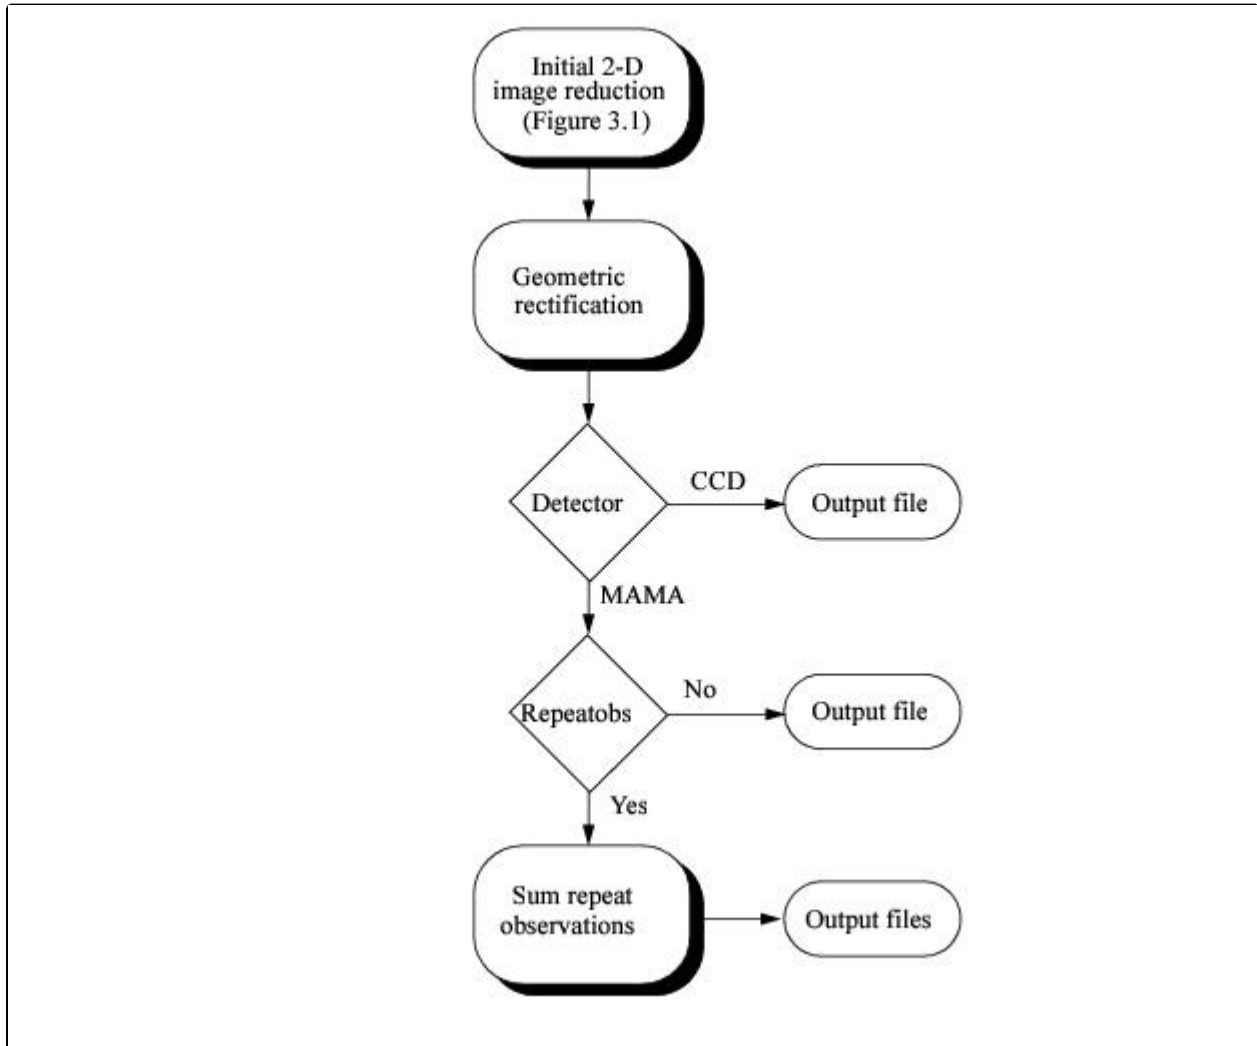 Initial 2-D
image reduction
(Figure 3.1)
Geometric
rectification
Detector
CCD
Output file
MAMA
Repeatobs
No
Output file
Yes
Sum repeat
observations
Output files